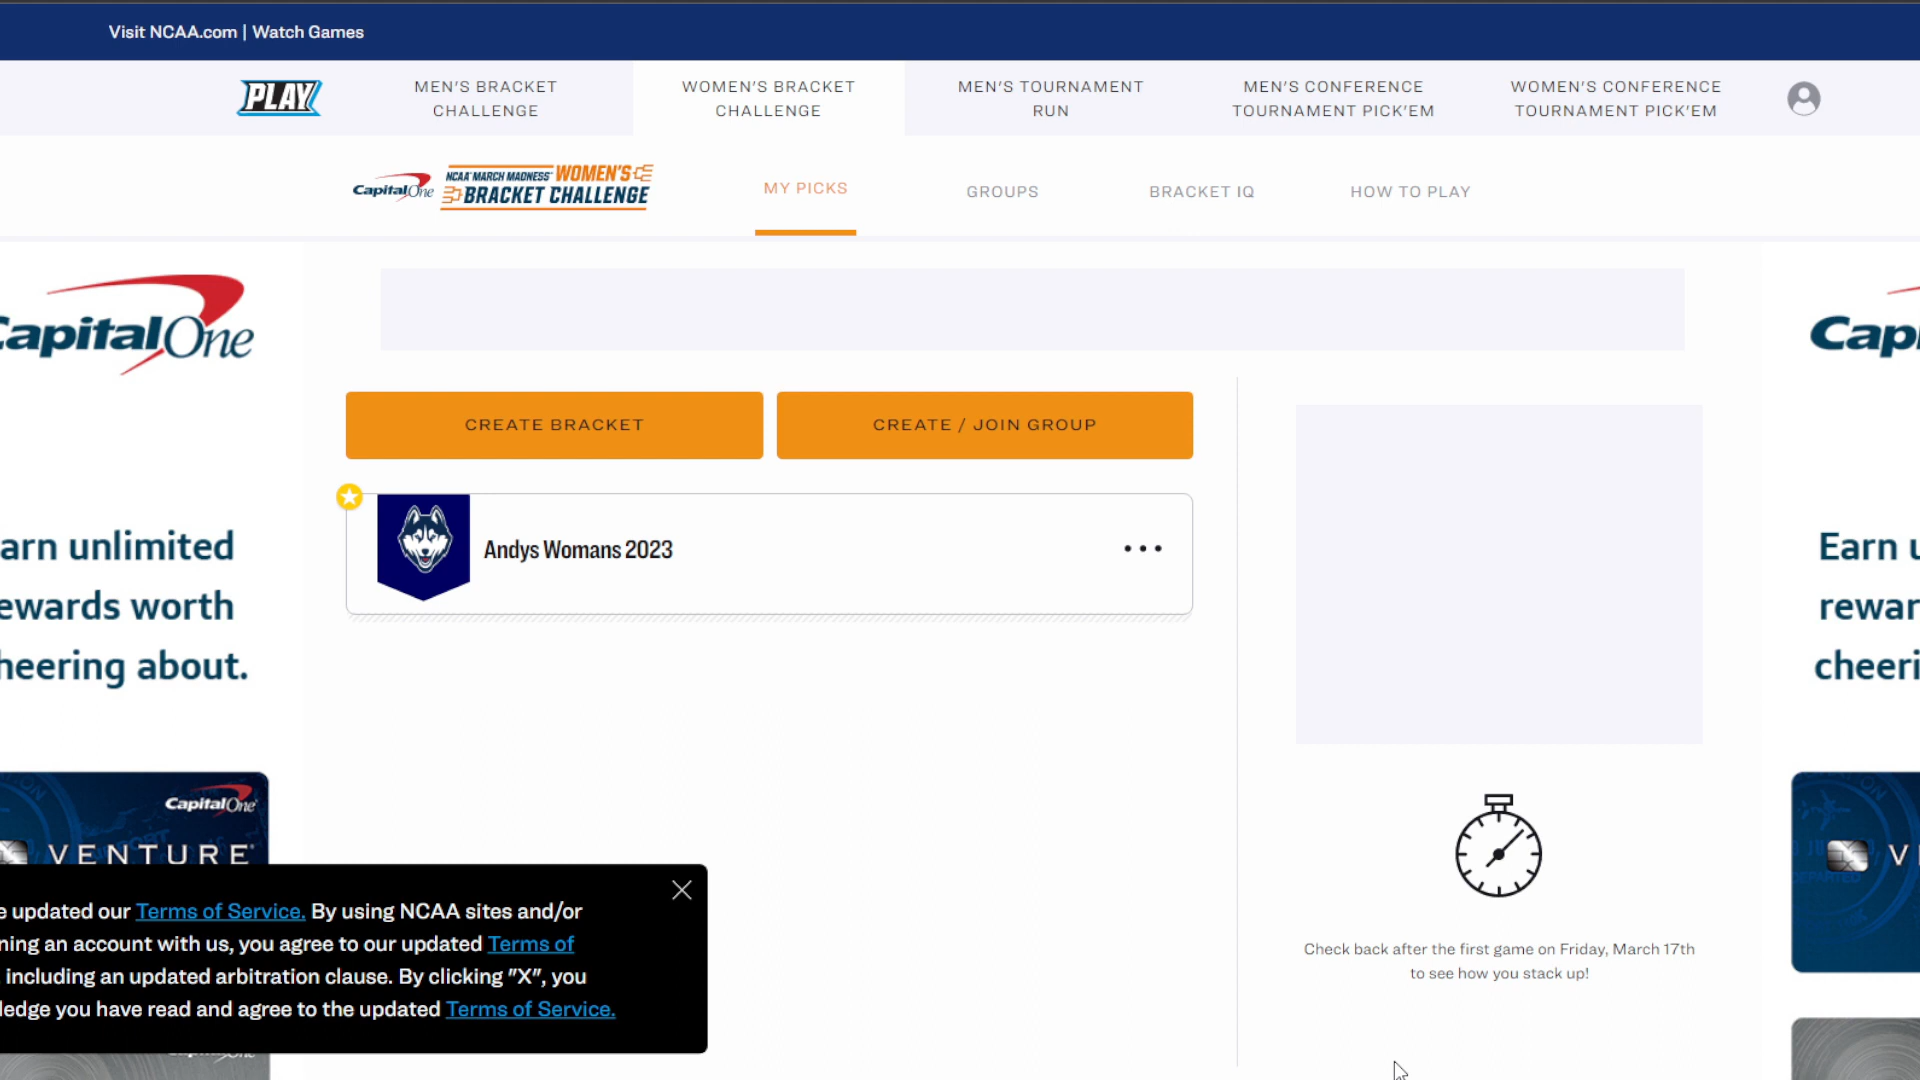 Visit NCAA.com | Watch Games
PLAY
MEN'S BRACKET
CHALLENGE
WOMEN'S BRACKET
CHALLENGE
MEN'S TOURNAMENT
RUN
MEN'S CONFERENCE
TOURNAMENT PICK'EM
WOMEN'S CONFERENCE
TOURNAMENT PICK'EM
CapitalOne
NCAA MARCH MADNESS WOMEN'S
BRACKET CHALLENGE
MY PICKS
GROUPS
BRACKET IQ
HOW TO PLAY
CapitalOne
Cap
CREATE BRACKET
CREATE / JOIN GROUP
Andys Womans 2023
arn unlimited
ewards worth
heering about.
Earn u
rewar
cheeri
CapitalOne
VENTURE
V
e updated our Terms of Service. By using NCAA sites and/or
ning an account with us, you agree to our updated Terms of
including an updated arbitration clause. By clicking "X", you
ledge you have read and agree to the updated Terms of Service.
Check back after the first game on Friday, March 17th
to see how you stack up!